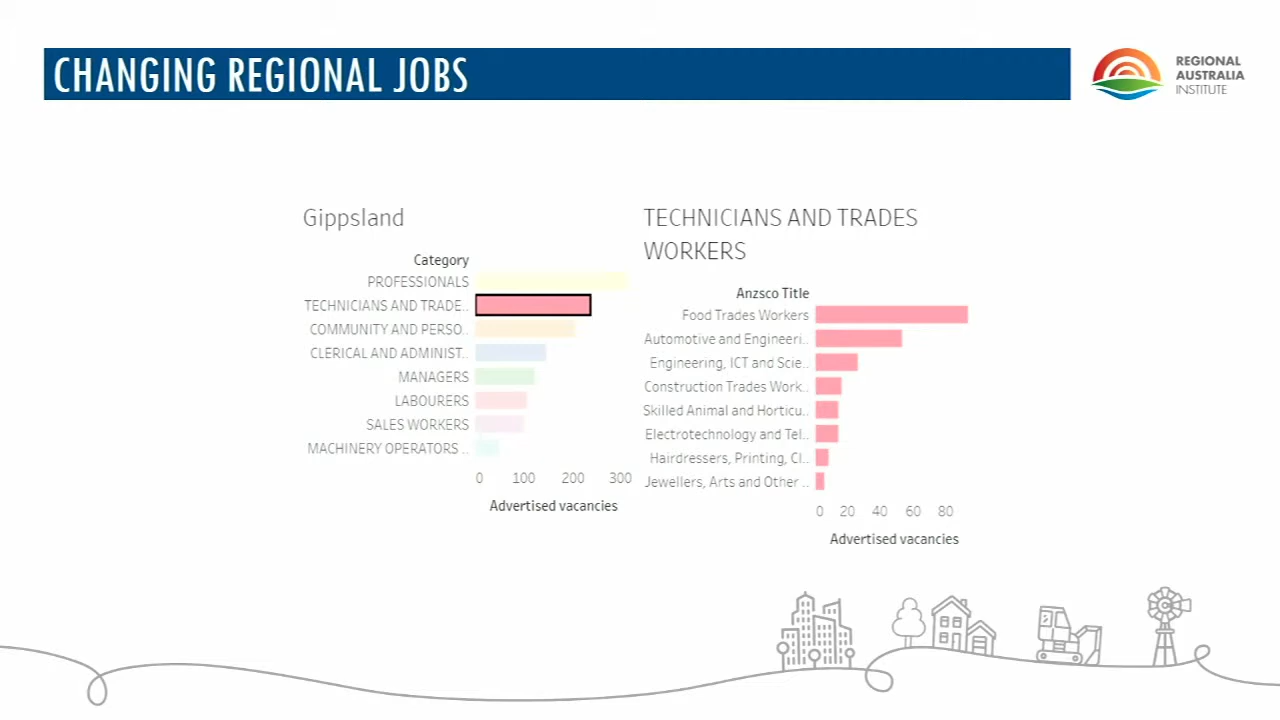 CHANGING REGIONAL JOBS
REGIONAL
AUSTRALIA
INSTITUTE
Gippsland
Category
PROFESSIONALS
TECHNICIANS AND TRADE..
COMMUNITY AND PERSO..
CLERICAL AND ADMINIST..
MANAGERS
LABOURERS
SALES WORKERS
MACHINERY OPERATORS ..
0 100 200 300
Advertised vacancies
TECHNICIANS AND TRADES
WORKERS
Anzsco Title
Food Trades Workers
Automotive and Engineeri..
Engineering, ICT and Scie..
Construction Trades Work..
Skilled Animal and Horticu..
Electrotechnology and Tel..
Hairdressers, Printing, Cl..
Jewellers, Arts and Other ..
0 20 40 60 80
Advertised vacancies